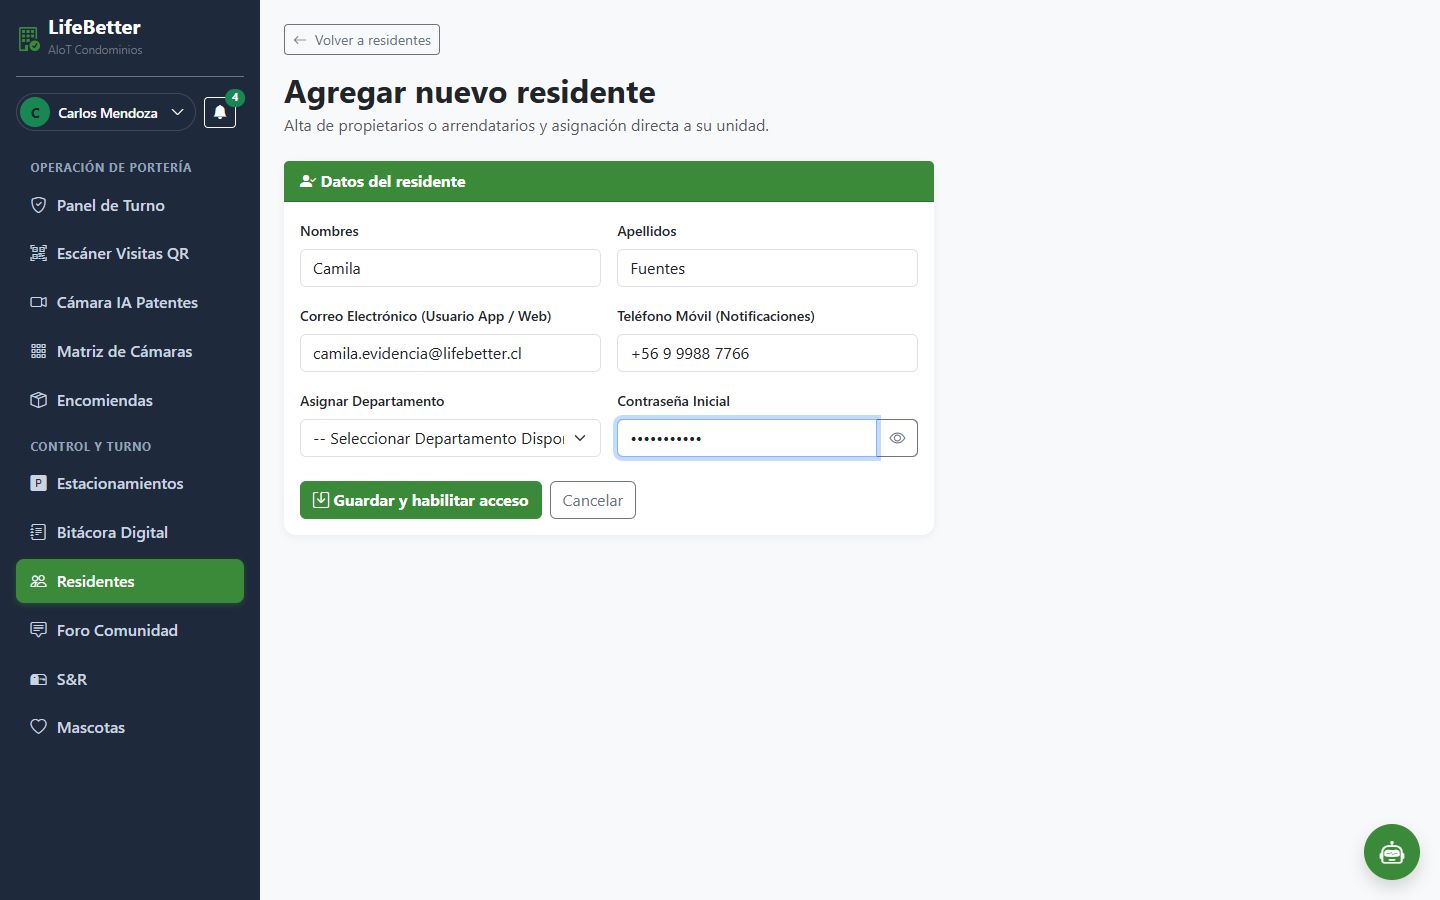 LifeBetter
AIoT Condominios
C
Carlos Mendoza
4
OPERACIÓN DE PORTERÍA
Panel de Turno
Escáner Visitas QR
Cámara IA Patentes
Matriz de Cámaras
Encomiendas
CONTROL Y TURNO
P
Estacionamientos
Bitácora Digital
Residentes
Foro Comunidad
S&R
Mascotas
← Volver a residentes
Agregar nuevo residente
Alta de propietarios o arrendatarios y asignación directa a su unidad.
Datos del residente
Nombres
Apellidos
Camila
Fuentes
Correo Electrónico (Usuario App / Web)
Teléfono Móvil (Notificaciones)
camila.evidencia@lifebetter.cl
+56 9 9988 7766
Asignar Departamento
Contraseña Inicial
-- Seleccionar Departamento Dispo
•••••••••••
Guardar y habilitar acceso
Cancelar